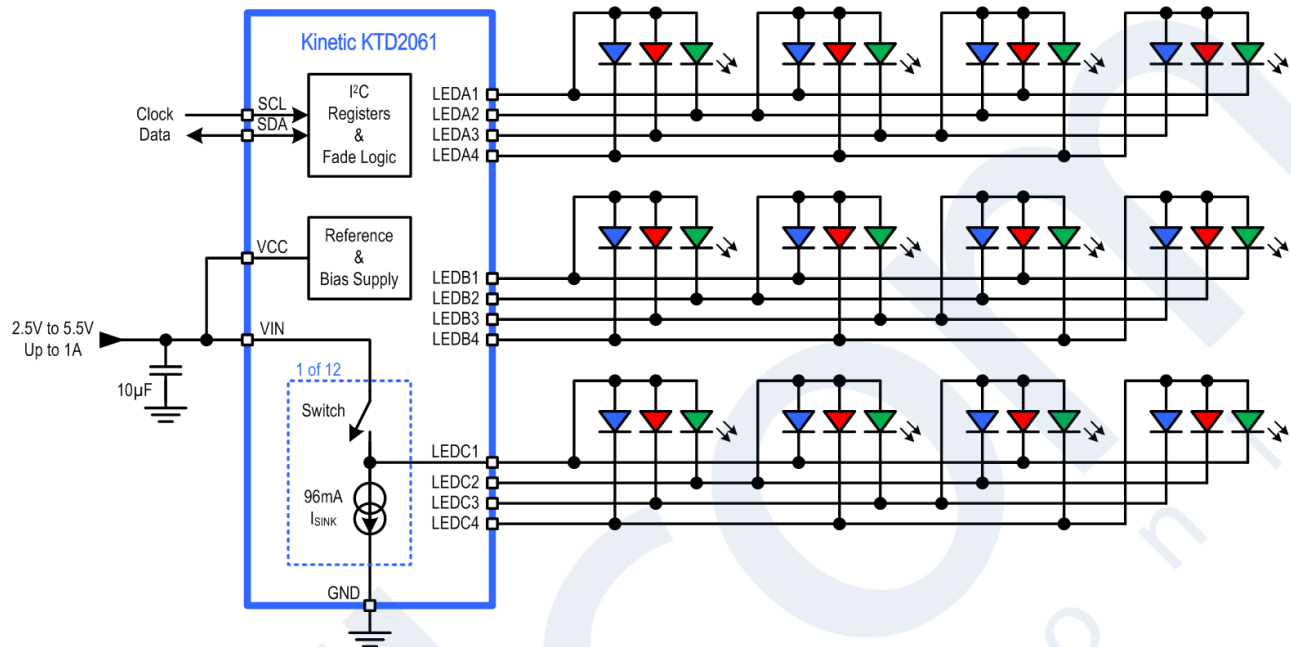 Kinetic KTD2061
I²C
Registers
&
Fade Logic
Clock
Data
SCL
SDA
LEDA1
LEDA2
LEDA3
LEDA4
Reference
&
Bias Supply
VCC
LEDB1
LEDB2
LEDB3
LEDB4
2.5V to 5.5V
Up to 1A
VIN
10µF
1 of 12
Switch
96mA
ISINK
LEDC1
LEDC2
LEDC3
LEDC4
GND